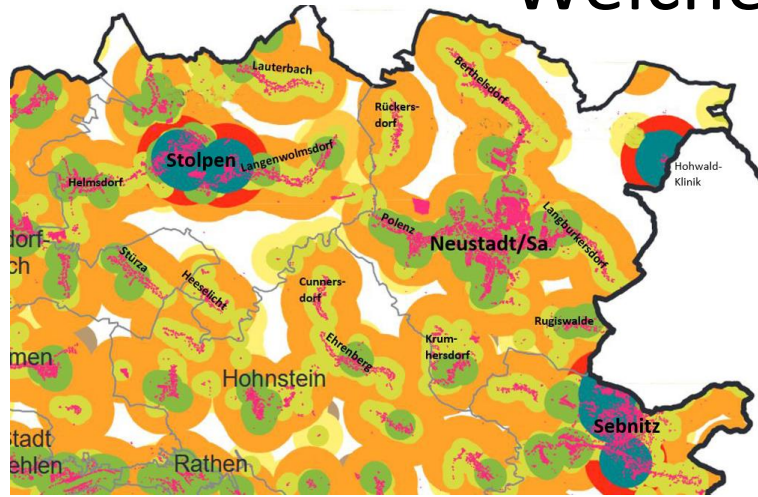 Welche
Lauterbach
Berthelsdorf
Rückers-
dorf
Stolpen
Langenwolmsdorf
Hohwald-
Klinik
Helmsdorf
Polenz
Langburkersdorf
dorf-
ch
Neustadt/Sa.
Stürza
Heeselicht
Cunners-
dorf
Rugiswalde
Ehrenberg
Krum-
hersdorf
men
Hohnstein
Sebnitz
Stadt
ehlen
Rathen